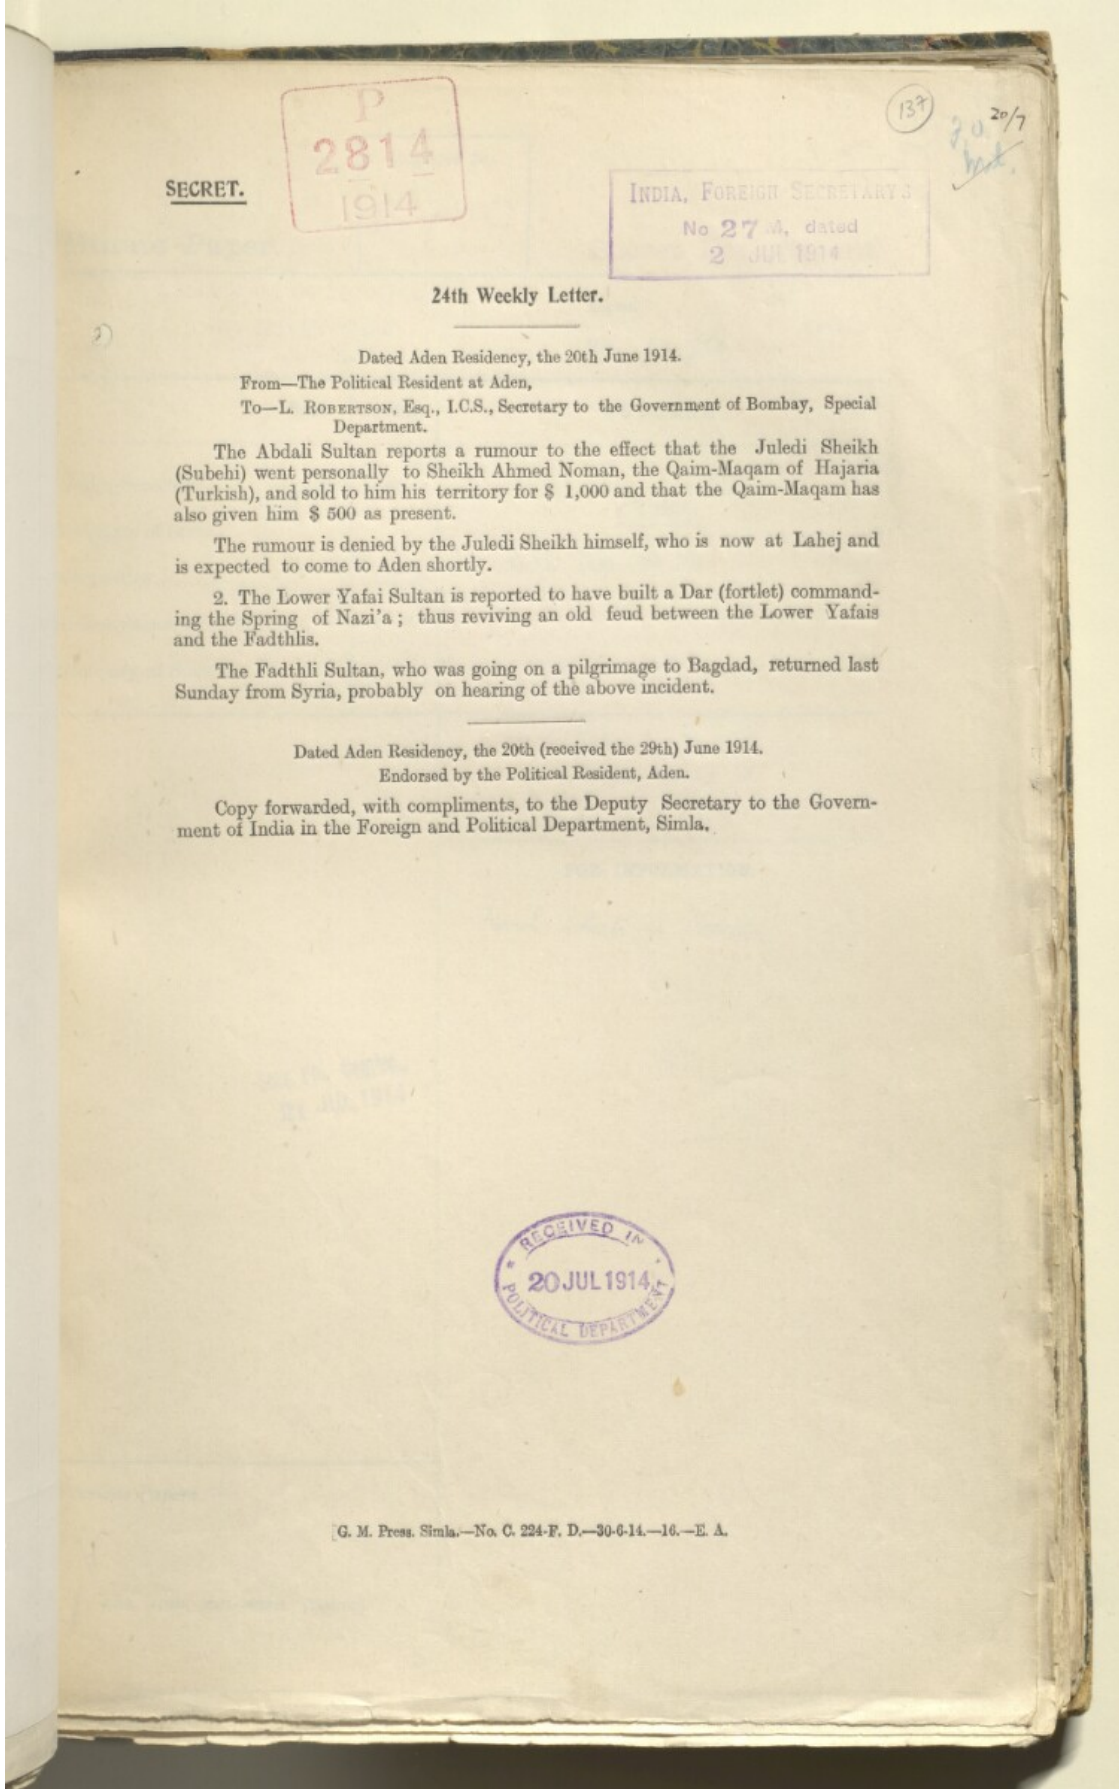 137
20/7
P
2814
1914
SECRET.
INDIA, FOREIGN SECRETARY'S
No 27 M, dated
2 JUL 1914
24th Weekly Letter.
Dated Aden Residency, the 20th June 1914.
From—The Political Resident at Aden,
To—L. ROBERTSON, Esq., I.C.S., Secretary to the Government of Bombay, Special
Department.
The Abdali Sultan reports a rumour to the effect that the Juledi Sheikh
(Subehi) went personally to Sheikh Ahmed Noman, the Qaim-Maqam of Hajaria
(Turkish), and sold to him his territory for $ 1,000 and that the Qaim-Maqam has
also given him $ 500 as present.
The rumour is denied by the Juledi Sheikh himself, who is now at Lahej and
is expected to come to Aden shortly.
2. The Lower Yafai Sultan is reported to have built a Dar (fortlet) command-
ing the Spring of Nazi'a ; thus reviving an old feud between the Lower Yafais
and the Fadthlis.
The Fadthli Sultan, who was going on a pilgrimage to Bagdad, returned last
Sunday from Syria, probably on hearing of the above incident.
Dated Aden Residency, the 20th (received the 29th) June 1914.
Endorsed by the Political Resident, Aden.
Copy forwarded, with compliments, to the Deputy Secretary to the Govern-
ment of India in the Foreign and Political Department, Simla.
RECEIVED IN
20 JUL 1914
POLITICAL DEPARTMENT
G. M. Press. Simla.—No. C. 224-F. D.—30-6-14.—16.—E. A.